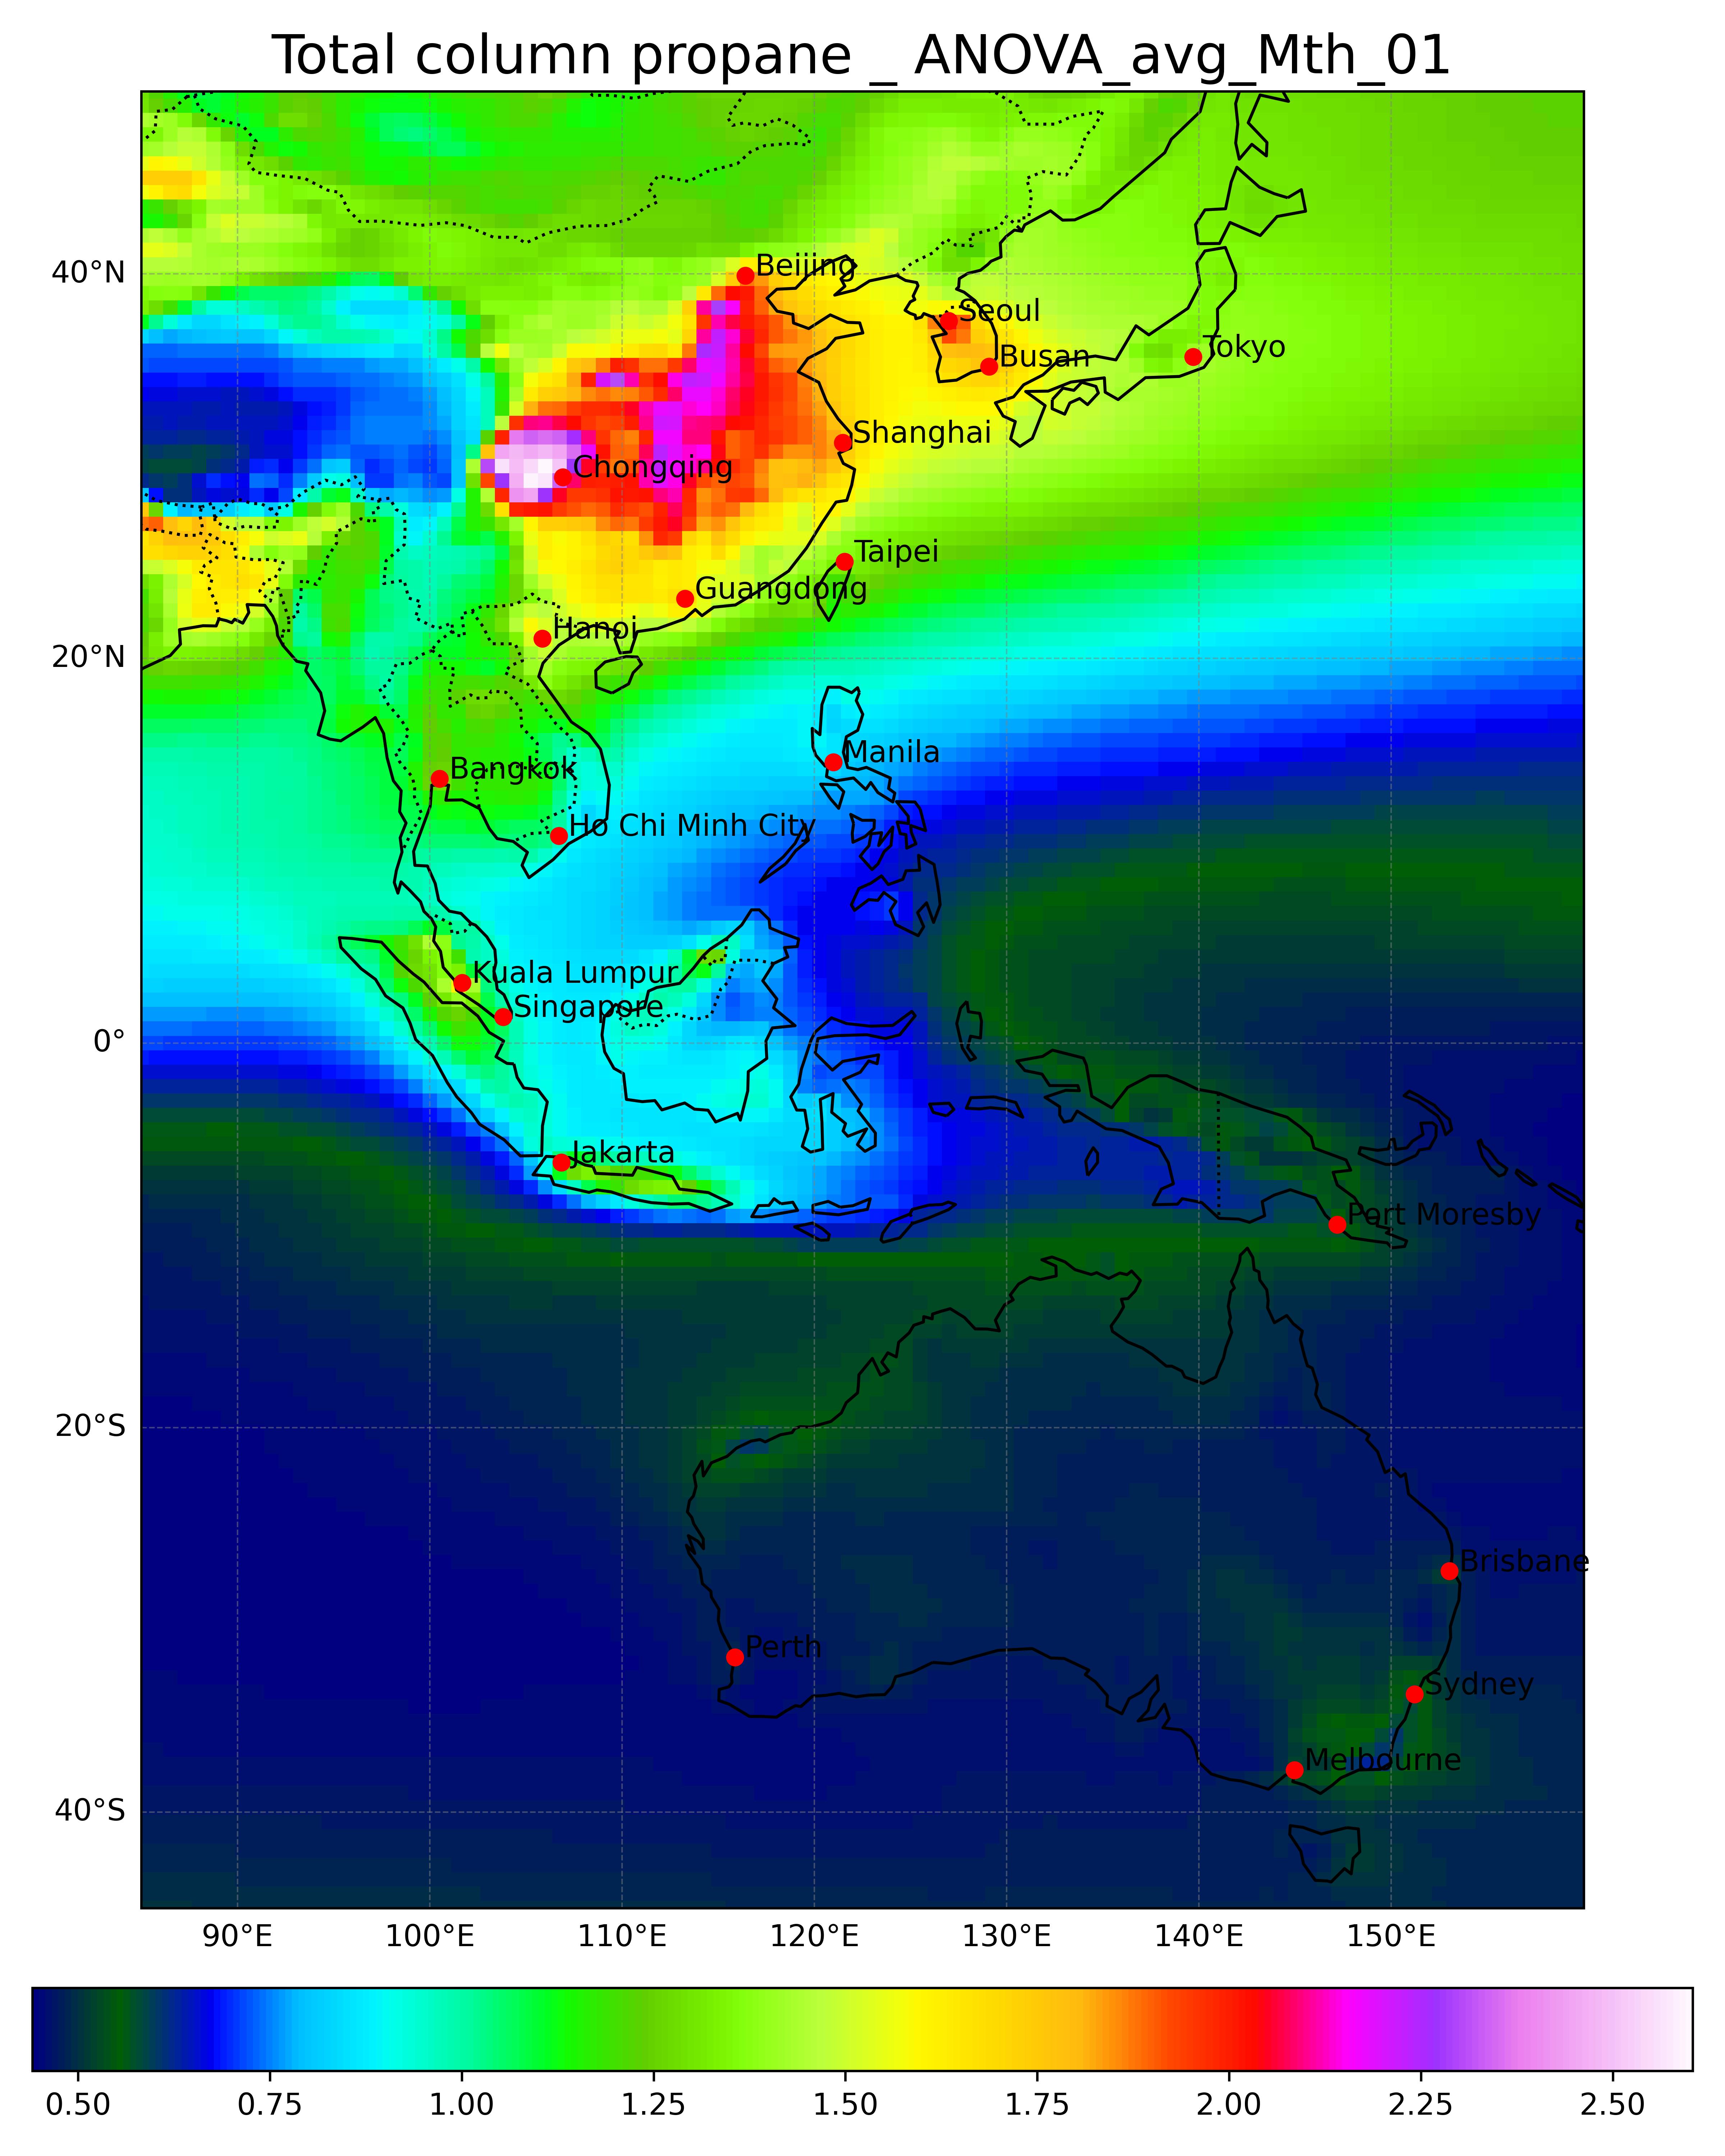 Total column propane _ ANOVA_avg_Mth_01
40°N
20°N
0°
20°S
40°S
Beijing
Seoul
Busan
Tokyo
Shanghai
Chongqing
Taipei
Guangdong
Hanoi
Manila
Bangkok
Ho Chi Minh City
Kuala Lumpur
Singapore
Jakarta
Port Moresby
Brisbane
Perth
Sydney
Melbourne
90°E 100°E 110°E 120°E 130°E 140°E 150°E
0.50 0.75 1.00 1.25 1.50 1.75 2.00 2.25 2.50